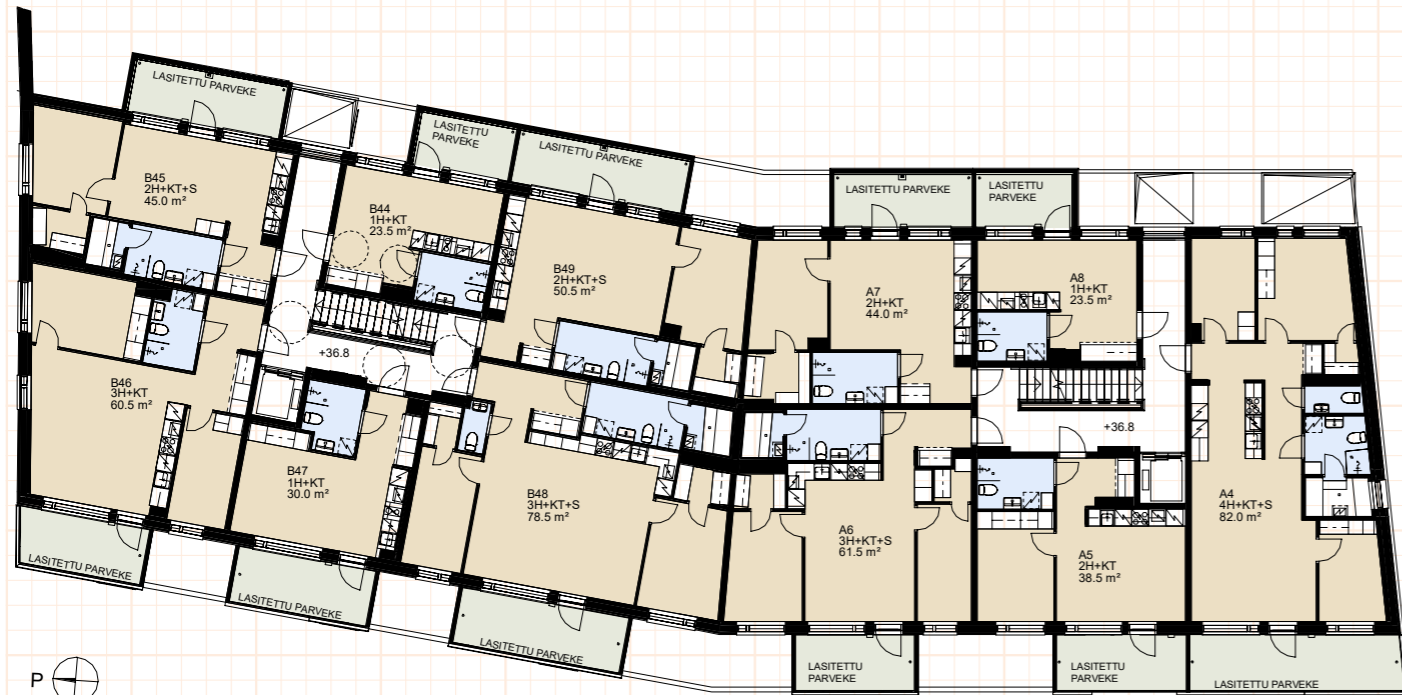 LASITETTU PARVEKE
LASITETTU
PARVEKE
LASITETTU PARVEKE
LASITETTU PARVEKE
LASITETTU
PARVEKE
B45
2H+KT+S
45.0 m²
B44
1H+KT
23.5 m²
B49
2H+KT+S
50.5 m²
A7
2H+KT
44.0 m²
A8
1H+KT
23.5 m²
+36.8
B46
3H+KT
60.5 m²
+36.8
B47
1H+KT
30.0 m²
B48
3H+KT+S
78.5 m²
A6
3H+KT+S
61.5 m²
A5
2H+KT
38.5 m²
A4
4H+KT+S
82.0 m²
LASITETTU PARVEKE
LASITETTU PARVEKE
LASITETTU PARVEKE
LASITETTU
PARVEKE
LASITETTU
PARVEKE
LASITETTU PARVEKE
P